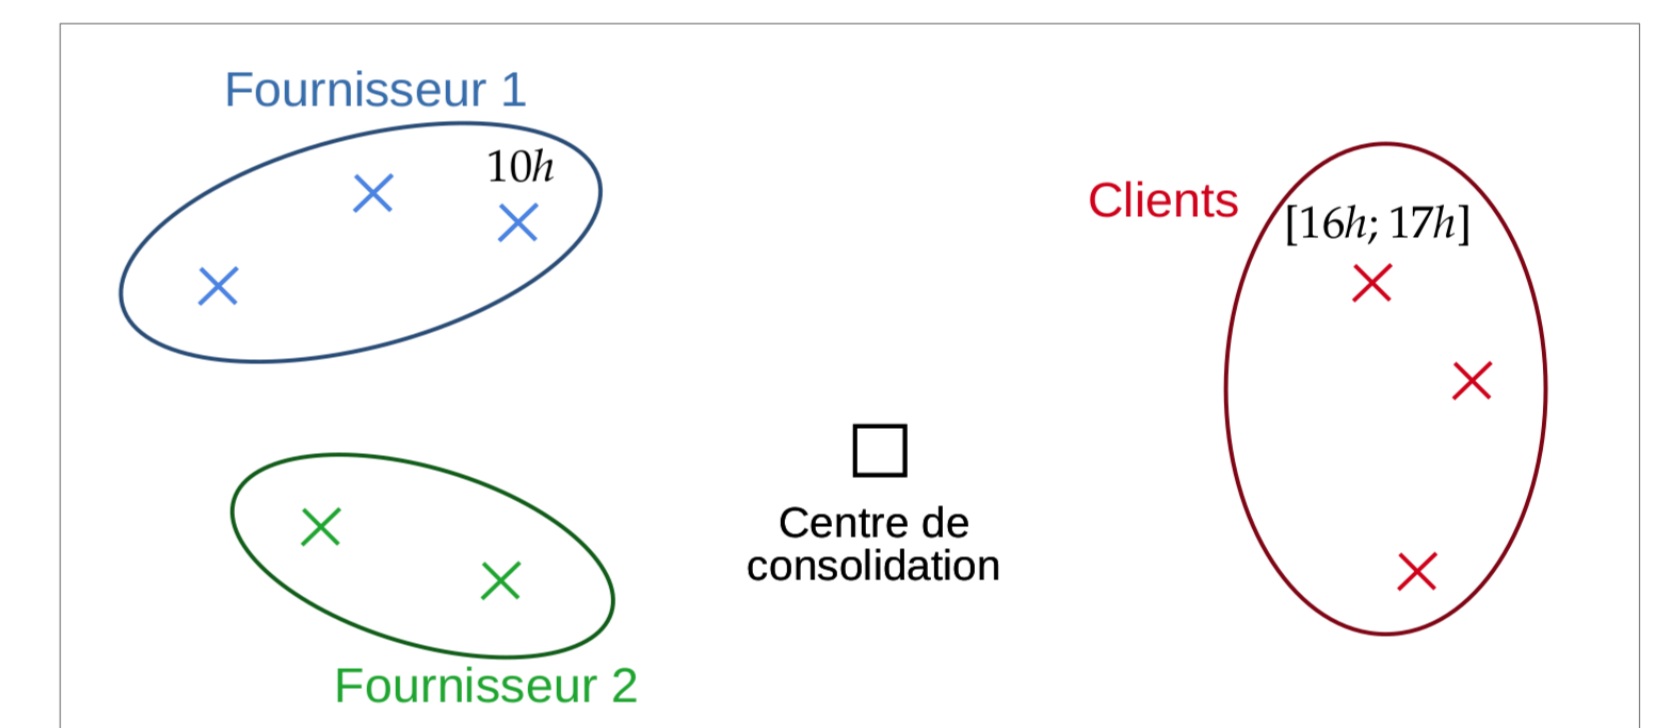 Fournisseur 1
10h
Clients
[16h; 17h]
Centre de
consolidation
Fournisseur 2